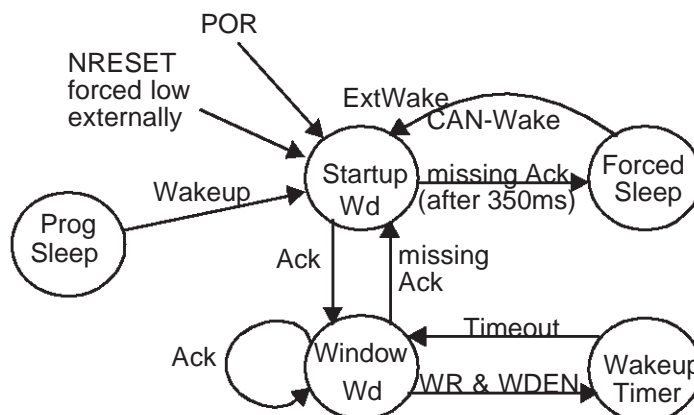 POR
NRESET
forced low
externally
ExtWake
CAN-Wake
Startup
Wd
missing Ack
(after 350ms)
Forced
Sleep
Wakeup
Prog
Sleep
Ack
missing
Ack
Ack
Window
Wd
Timeout
WR & WDEN
Wakeup
Timer